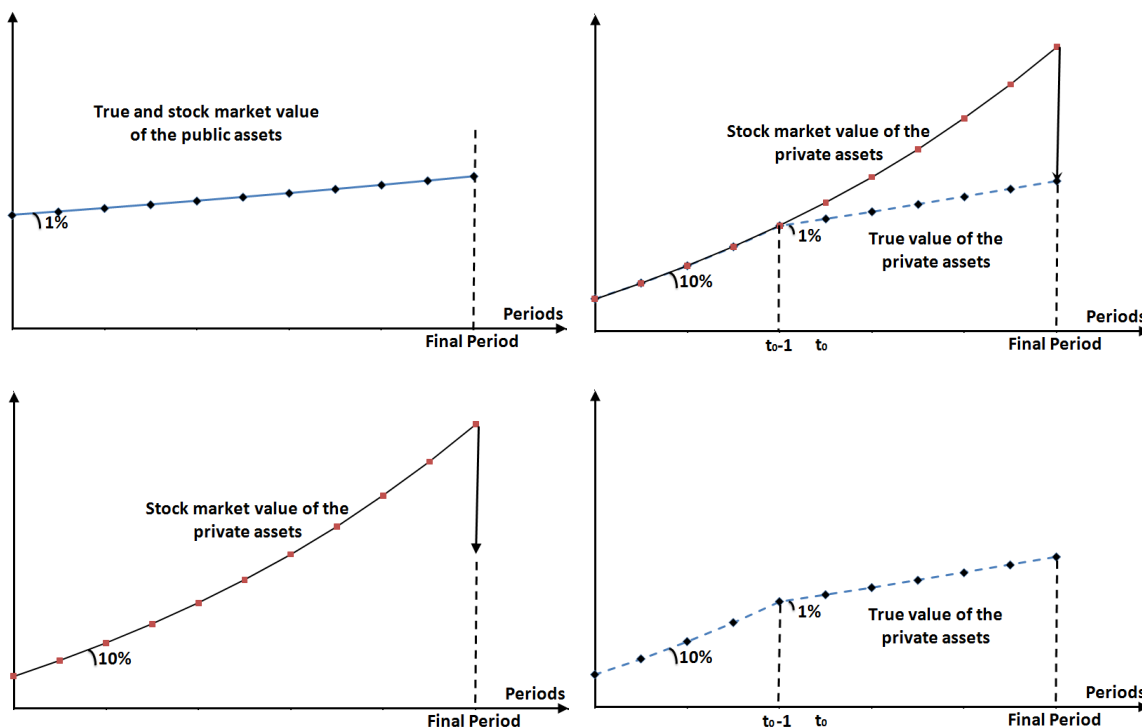 True and stock market value
of the public assets
1%
Periods
Final Period
Stock market value of the
private assets
1%
True value of the
private assets
10%
Periods
t₀-1 t₀ Final Period
Stock market value of the
private assets
10%
Periods
Final Period
1%
True value of the
private assets
10%
Periods
t₀-1 t₀ Final Period